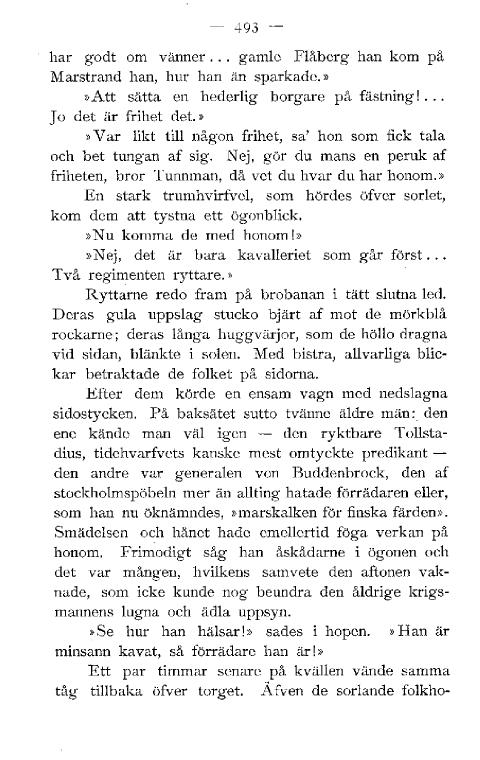 — 493 —
har godt om vänner... gamle Flåberg han kom på
Marstrand han, hur han än sparkade.»
»Att sätta en hederlig borgare på fästning!...
Jo det är frihet det.»
»Var likt till någon frihet, sa' hon som fick tala
och bet tungan af sig. Nej, gör du mans en peruk af
friheten, bror Tunnman, då vet du hvar du har honom.»
En stark trumhvirfvel, som hördes öfver sorlet,
kom dem att tystna ett ögonblick.
»Nu komma de med honom!»
»Nej, det är bara kavalleriet som går först...
Två regimenten ryttare.»
Ryttarne redo fram på brobanan i tätt slutna led.
Deras gula uppslag stucko bjärt af mot de mörkblå
rockarne; deras långa huggvärjor, som de höllo dragna
vid sidan, blänkte i solen. Med bistra, allvarliga blic-
kar betraktade de folket på sidorna.
Efter dem körde en ensam vagn med nedslagna
sidostycken. På baksätet sutto tvänne äldre män: den
ene kände man väl igen — den ryktbare Tollsta-
dius, tidehvarfvets kanske mest omtyckte predikant —
den andre var generalen von Buddenbrock, den af
stockholmspöbeln mer än allting hatade förrädaren eller,
som han nu öknämndes, »marskalken för finska färden».
Smädelsen och hånet hade emellertid föga verkan på
honom. Frimodigt såg han åskådarne i ögonen och
det var mången, hvilkens samvete den aftonen vak-
nade, som icke kunde nog beundra den åldrige krigs-
mannens lugna och ädla uppsyn.
»Se hur han hälsar!» sades i hopen. »Han är
minsann kavat, så förrädare han är!»
Ett par timmar senare på kvällen vände samma
tåg tillbaka öfver torget. Äfven de sorlande folkho-